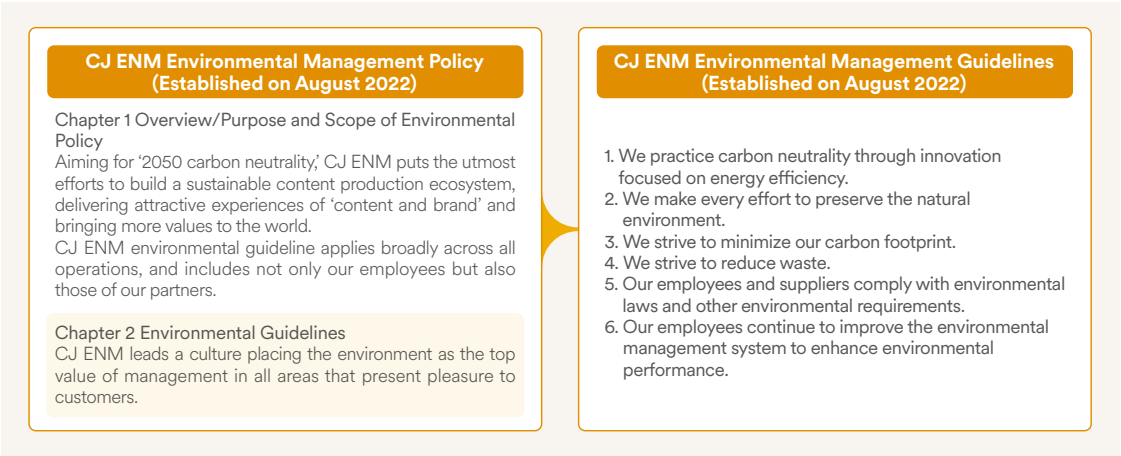 CJ ENM Environmental Management Policy
(Established on August 2022)
Chapter 1 Overview/Purpose and Scope of Environmental
Policy
Aiming for ‘2050 carbon neutrality,’ CJ ENM puts the utmost
efforts to build a sustainable content production ecosystem,
delivering attractive experiences of ‘content and brand’ and
bringing more values to the world.
CJ ENM environmental guideline applies broadly across all
operations, and includes not only our employees but also
those of our partners.
Chapter 2 Environmental Guidelines
CJ ENM leads a culture placing the environment as the top
value of management in all areas that present pleasure to
customers.
CJ ENM Environmental Management Guidelines
(Established on August 2022)
1. We practice carbon neutrality through innovation
focused on energy efficiency.
2. We make every effort to preserve the natural
environment.
3. We strive to minimize our carbon footprint.
4. We strive to reduce waste.
5. Our employees and suppliers comply with environmental
laws and other environmental requirements.
6. Our employees continue to improve the environmental
management system to enhance environmental
performance.